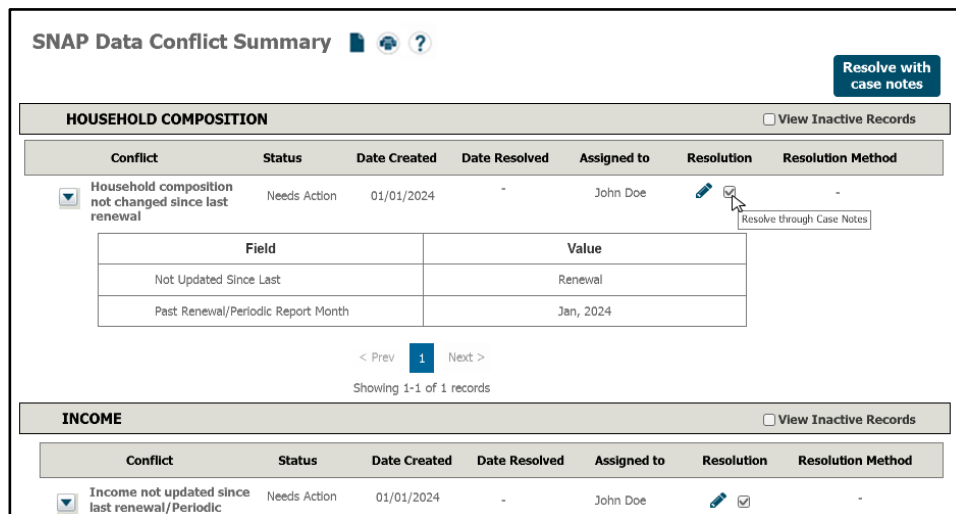 SNAP Data Conflict Summary ?
Resolve with
case notes
HOUSEHOLD COMPOSITION View Inactive Records
Conflict Status Date Created Date Resolved Assigned to Resolution Resolution Method
Household composition
not changed since last
renewal
Needs Action 01/01/2024 - John Doe -
Resolve through Case Notes
Field Value
Not Updated Since Last Renewal
Past Renewal/Periodic Report Month Jan, 2024
< Prev 1 Next >
Showing 1-1 of 1 records
INCOME View Inactive Records
Conflict Status Date Created Date Resolved Assigned to Resolution Resolution Method
Income not updated since
last renewal/Periodic
Needs Action 01/01/2024 - John Doe -